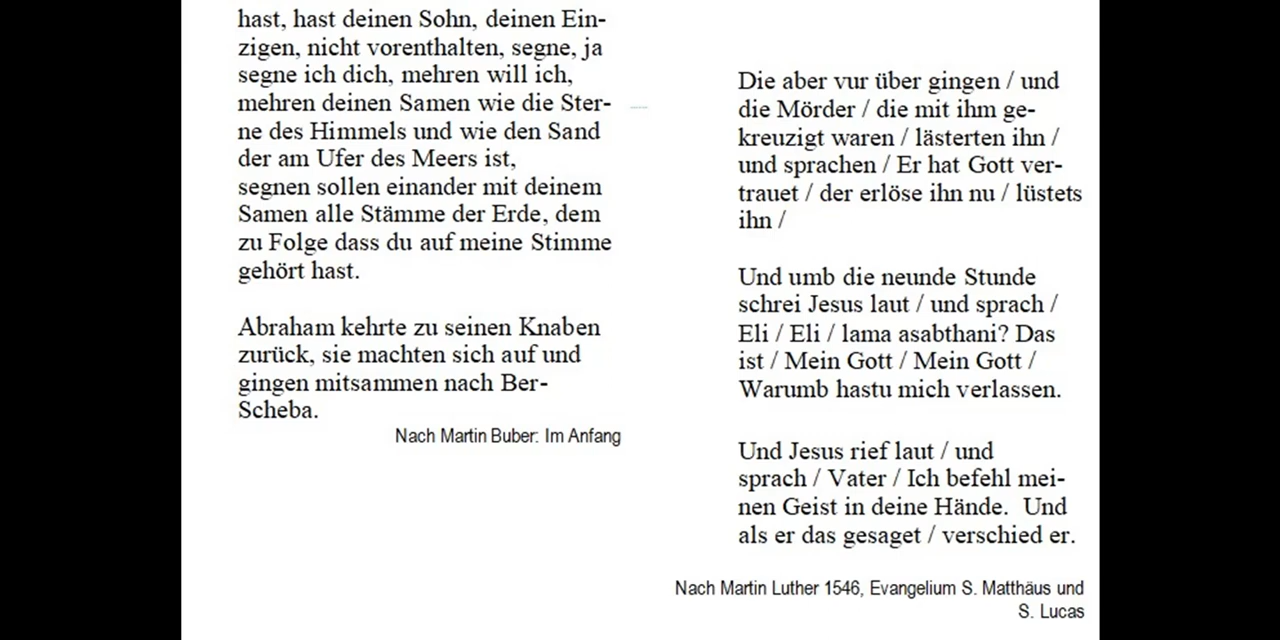 hast, hast deinen Sohn, deinen Ein-
zigen, nicht vorenthalten, segne, ja
segne ich dich, mehren will ich,
mehren deinen Samen wie die Ster-
ne des Himmels und wie den Sand
der am Ufer des Meers ist,
segnen sollen einander mit deinem
Samen alle Stämme der Erde, dem
zu Folge dass du auf meine Stimme
gehört hast.
Abraham kehrte zu seinen Knaben
zurück, sie machten sich auf und
gingen mitsammen nach Ber-
Scheba.
Nach Martin Buber: Im Anfang
Die aber vur über gingen / und
die Mörder / die mit ihm ge-
kreuzigt waren / lästerten ihn /
und sprachen / Er hat Gott ver-
trauet / der erlöse ihn nu / lüstets
ihn /
Und umb die neunde Stunde
schrei Jesus laut / und sprach /
Eli / Eli / lama asabthani? Das
ist / Mein Gott / Mein Gott /
Warumb hastu mich verlassen.
Und Jesus rief laut / und
sprach / Vater / Ich befehl mei-
nen Geist in deine Hände.  Und
als er das gesaget / verschied er.
Nach Martin Luther 1546, Evangelium S. Matthäus und
S. Lucas